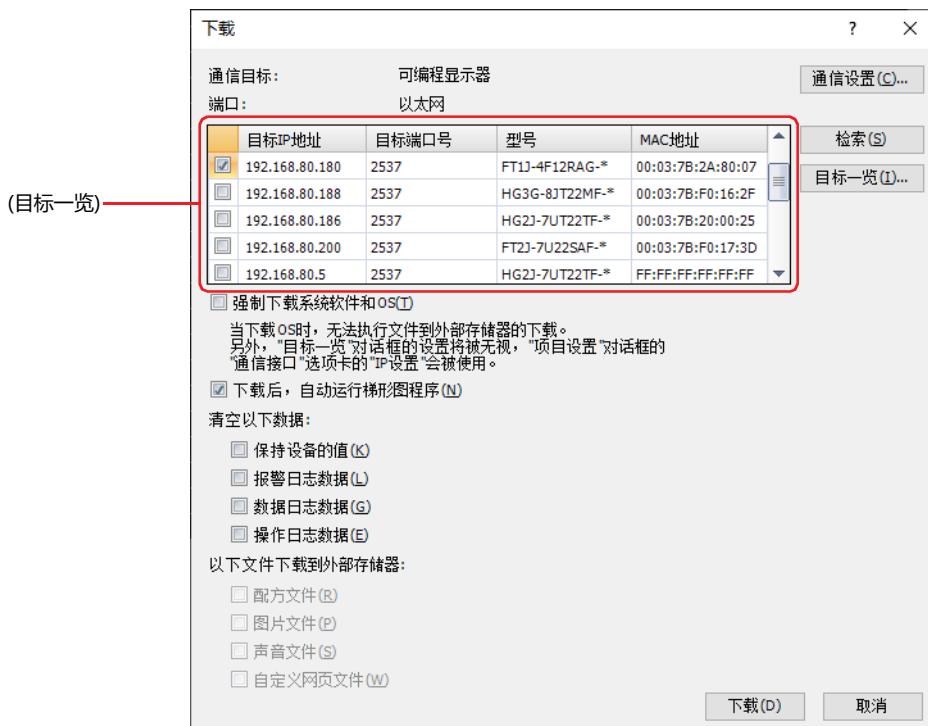 下载
?
通信目标:
可编程显示器
通信设置(C)...
端口:
以太网
目标IP地址 目标端口号 型号 MAC地址
检索(S)
192.168.80.180 2537 FT1J-4F12RAG-* 00:03:7B:2A:80:07
目标一览(I)...
192.168.80.188 2537 HG3G-8JT22MF-* 00:03:7B:F0:16:2F
(目标一览)
192.168.80.186 2537 HG2J-7UT22TF-* 00:03:7B:20:00:25
192.168.80.200 2537 FT2J-7U22SAF-* 00:03:7B:F0:17:3D
192.168.80.5 2537 HG2J-7UT22TF-* FF:FF:FF:FF:FF:FF
强制下载系统软件和OS(T)
当下载OS时，无法执行文件到外部存储器的下载。
另外，"目标一览"对话框的设置将被无视，"项目设置"对话框的
"通信接口"选项卡的"IP设置"会被使用。
下载后，自动运行梯形图程序(N)
清空以下数据:
保持设备的值(K)
报警日志数据(L)
数据日志数据(G)
操作日志数据(E)
以下文件下载到外部存储器:
配方文件(R)
图片文件(P)
声音文件(S)
自定义网页文件(W)
下载(D)
取消